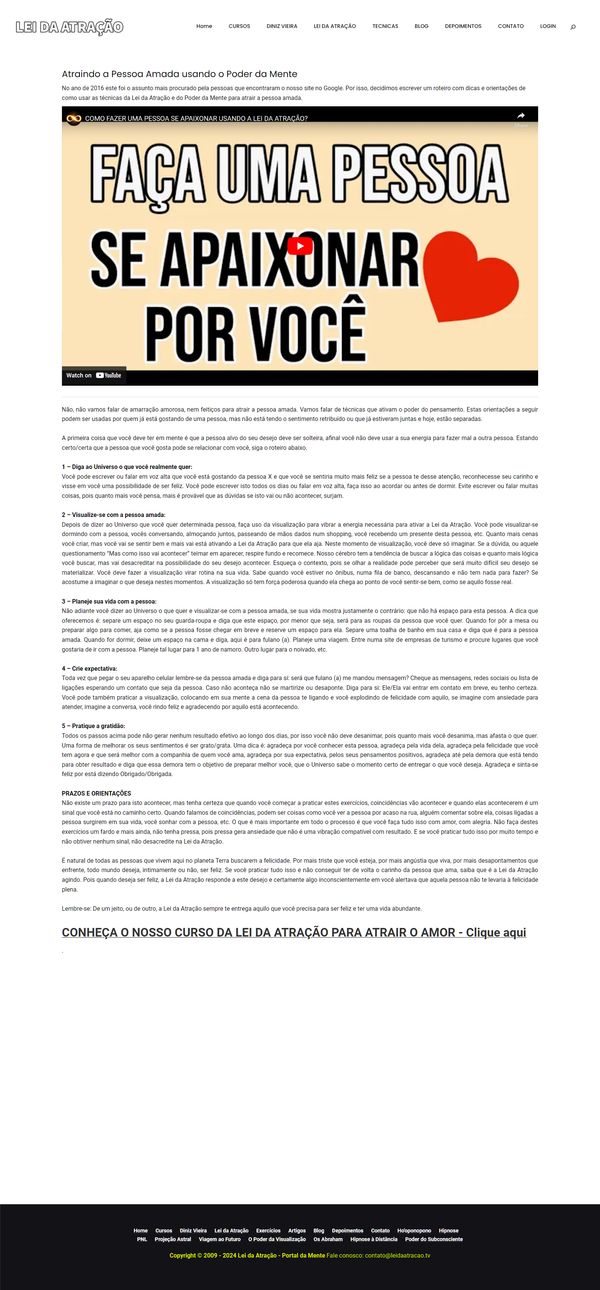 LEI DA ATRAÇÃO
Home CURSOS DINIZ VIEIRA LEI DA ATRAÇÃO TECNICAS BLOG DEPOIMENTOS CONTATO LOGIN
Atraindo a Pessoa Amada usando o Poder da Mente
No ano de 2016 este foi o assunto mais procurado pela pessoas que encontraram o nosso site no Google. Por isso, decidimos escrever um roteiro com dicas e orientações de
como usar as técnicas da Lei da Atração e do Poder da Mente para atrair a pessoa amada.
COMO FAZER UMA PESSOA SE APAIXONAR USANDO A LEI DA ATRAÇÃO?
Share
FAÇA UMA PESSOA
SE APAIXONAR
POR VOCÊ
Watch on YouTube
Não, não vamos falar de amarração amorosa, nem feitiços para atrair a pessoa amada. Vamos falar de técnicas que ativam o poder do pensamento. Estas orientações a seguir
podem ser usadas por quem já está gostando de uma pessoa, mas não está tendo o sentimento retribuído ou que já estiveram juntas e hoje, estão separadas.
A primeira coisa que você deve ter em mente é que a pessoa alvo do seu desejo deve ser solteira, afinal você não deve usar a sua energia para fazer mal a outra pessoa. Estando
certo/certa que a pessoa que você gosta pode se relacionar com você, siga o roteiro abaixo.
1 – Diga ao Universo o que você realmente quer:
Você pode escrever ou falar em voz alta que você está gostando da pessoa X e que você se sentiria muito mais feliz se a pessoa te desse atenção, reconhecesse seu carinho e
visse em você uma possibilidade de ser feliz. Você pode escrever isto todos os dias ou falar em voz alta, faça isso ao acordar ou antes de dormir. Evite escrever ou falar muitas
coisas, pois quanto mais você pensa, mais é provável que as dúvidas se isto vai ou não acontecer, surjam.
2 – Visualize-se com a pessoa amada:
Depois de dizer ao Universo que você quer determinada pessoa, faça uso da visualização para vibrar a energia necessária para ativar a Lei da Atração. Você pode visualizar-se
dormindo com a pessoa, vocês conversando, almoçando juntos, passeando de mãos dados num shopping, você recebendo um presente desta pessoa, etc. Quanto mais cenas
você criar, mas você vai se sentir bem e mais vai está ativando a Lei da Atração para que ela aja. Neste momento de visualização, você deve só imaginar. Se a dúvida, ou aquele
questionamento "Mas como isso vai acontecer" teimar em aparecer, respire fundo e recomece. Nosso cérebro tem a tendência de buscar a lógica das coisas e quanto mais lógica
você buscar, mas vai desacreditar na possibilidade do seu desejo acontecer. Esqueça o contexto, pois se olhar a realidade pode perceber que será muito difícil seu desejo se
materializar. Você deve fazer a visualização virar rotina na sua vida. Sabe quando você estiver no ônibus, numa fila de banco, descansando e não tem nada para fazer? Se
acostume a imaginar o que deseja nestes momentos. A visualização só tem força poderosa quando ela chega ao ponto de você sentir-se bem, como se aquilo fosse real.
3 – Planeje sua vida com a pessoa:
Não adiante você dizer ao Universo o que quer e visualizar-se com a pessoa amada, se sua vida mostra justamente o contrário: que não há espaço para esta pessoa. A dica que
oferecemos é: separe um espaço no seu guarda-roupa e diga que este espaço, por menor que seja, será para as roupas da pessoa que você quer. Quando for pôr a mesa ou
preparar algo para comer, aja como se a pessoa fosse chegar em breve e reserve um espaço para ela. Separe uma toalha de banho em sua casa e diga que é para a pessoa
amada. Quando for dormir, deixe um espaço na cama e diga, aqui é para fulano (a). Planeje uma viagem. Entre numa site de empresas de turismo e procure lugares que você
gostaria de ir com a pessoa. Planeje tal lugar para 1 ano de namoro. Outro lugar para o noivado, etc.
4 – Crie expectativa:
Toda vez que pegar o seu aparelho celular lembre-se da pessoa amada e diga para si: será que fulano (a) me mandou mensagem? Cheque as mensagens, redes sociais ou lista de
ligações esperando um contato que seja da pessoa. Caso não aconteça não se martirize ou desaponte. Diga para si: Ele/Ela vai entrar em contato em breve, eu tenho certeza.
Você pode também praticar a visualização, colocando em sua mente a cena da pessoa te ligando e você explodindo de felicidade com aquilo, se imagine com ansiedade para
atender, imagine a conversa, você rindo feliz e agradecendo por aquilo está acontecendo.
5 – Pratique a gratidão:
Todos os passos acima pode não gerar nenhum resultado efetivo ao longo dos dias, por isso você não deve desanimar, pois quanto mais você desanima, mas afasta o que quer.
Uma forma de melhorar os seus sentimentos é ser grato/grata. Uma dica é: agradeça por você conhecer esta pessoa, agradeça pela vida dela, agradeça pela felicidade que você
tem agora e que será melhor com a companhia de quem você ama, agradeça por sua expectativa, pelos seus pensamentos positivos, agradeça até pela demora que está tendo
para obter resultado e diga que essa demora tem o objetivo de preparar melhor você, que o Universo sabe o momento certo de entregar o que você deseja. Agradeça e sinta-se
feliz por está dizendo Obrigado/Obrigada.
PRAZOS E ORIENTAÇÕES
Não existe um prazo para isto acontecer, mas tenha certeza que quando você começar a praticar estes exercícios, coincidências vão acontecer e quando elas acontecerem é um
sinal que você está no caminho certo. Quando falamos de coincidências, podem ser coisas como você ver a pessoa por acaso na rua, alguém comentar sobre ela, coisas ligadas a
pessoa surgirem em sua vida, você sonhar com a pessoa, etc. O que é mais importante em todo o processo é que você faça tudo isso com amor, com alegria. Não faça destes
exercícios um fardo e mais ainda, não tenha pressa, pois pressa gera ansiedade que não é uma vibração compatível com resultado. E se você praticar tudo isso por muito tempo e
não obtiver nenhum sinal, não desacredite na Lei da Atração.
É natural de todas as pessoas que vivem aqui no planeta Terra buscarem a felicidade. Por mais triste que você esteja, por mais angústia que viva, por mais desapontamentos que
enfrente, todo mundo deseja, intimamente ou não, ser feliz. Se você praticar tudo isso e não conseguir ter de volta o carinho da pessoa que ama, saiba que é a Lei da Atração
agindo. Pois quando deseja ser feliz, a Lei da Atração responde a este desejo e certamente algo inconscientemente em você alertava que aquela pessoa não te levaria à felicidade
plena.
Lembre-se: De um jeito, ou de outro, a Lei da Atração sempre te entrega aquilo que você precisa para ser feliz e ter uma vida abundante.
CONHEÇA O NOSSO CURSO DA LEI DA ATRAÇÃO PARA ATRAIR O AMOR - Clique aqui
.
Home Cursos Diniz Vieira Lei da Atração Exercícios Artigos Blog Depoimentos Contato Ho'oponopono Hipnose
PNL Projeção Astral Viagem ao Futuro O Poder da Visualização Os Abraham Hipnose à Distância Poder do Subconsciente
Copyright © 2009 - 2024 Lei da Atração - Portal da Mente Fale conosco: contato@leidaatracao.tv